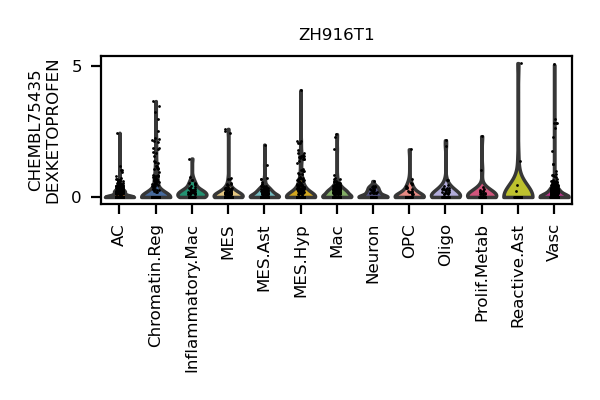 ZH916T1
CHEMBL75435
DEXKETOPROFEN
5
0
AC
Chromatin.Reg
Inflammatory.Mac
MES
MES.Ast
MES.Hyp
Mac
Neuron
OPC
Oligo
Prolif.Metab
Reactive.Ast
Vasc